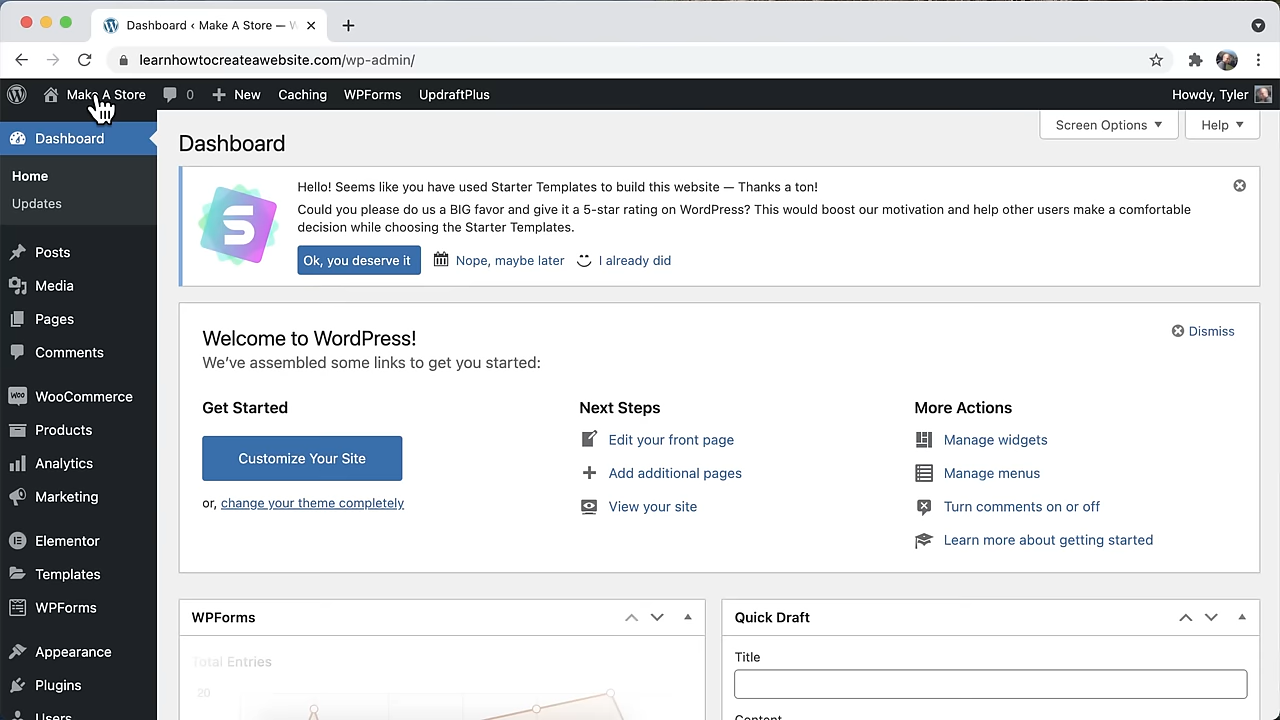 Dashboard ‹ Make A Store —
learnhowtocreateawebsite.com/wp-admin/
Make A Store 0 New Caching WPForms UpdraftPlus Howdy, Tyler
Screen Options Help
Dashboard
Home
Updates
Posts
Media
Pages
Comments
WooCommerce
Products
Analytics
Marketing
Elementor
Templates
WPForms
Appearance
Plugins
Users
Dashboard
S
Hello! Seems like you have used Starter Templates to build this website — Thanks a ton!
Could you please do us a BIG favor and give it a 5-star rating on WordPress? This would boost our motivation and help other users make a comfortable
decision while choosing the Starter Templates.
Ok, you deserve it Nope, maybe later I already did
Welcome to WordPress!
We've assembled some links to get you started:
Dismiss
Get Started
Customize Your Site
or, change your theme completely
Next Steps
Edit your front page
Add additional pages
View your site
More Actions
Manage widgets
Manage menus
Turn comments on or off
Learn more about getting started
WPForms
Total Entries
20
Quick Draft
Title
Content